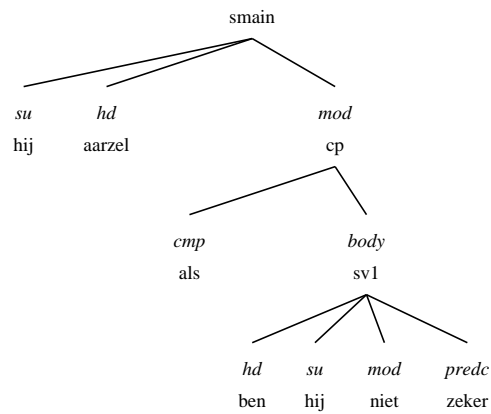 smain
su hd mod
hij aarzel cp
cmp body
als sv1
hd su mod predc
ben hij niet zeker